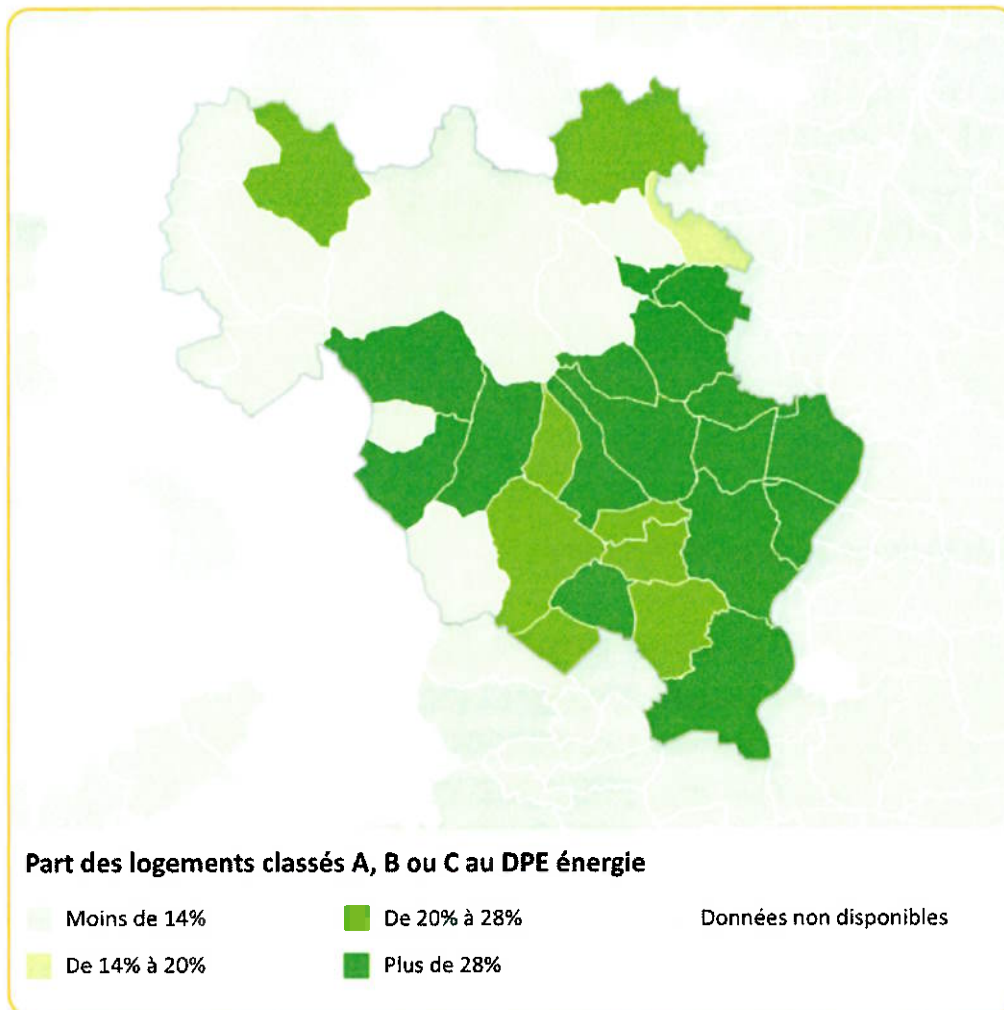 Part des logements classés A, B ou C au DPE énergie
Moins de 14%
De 20% à 28%
Données non disponibles
De 14% à 20%
Plus de 28%